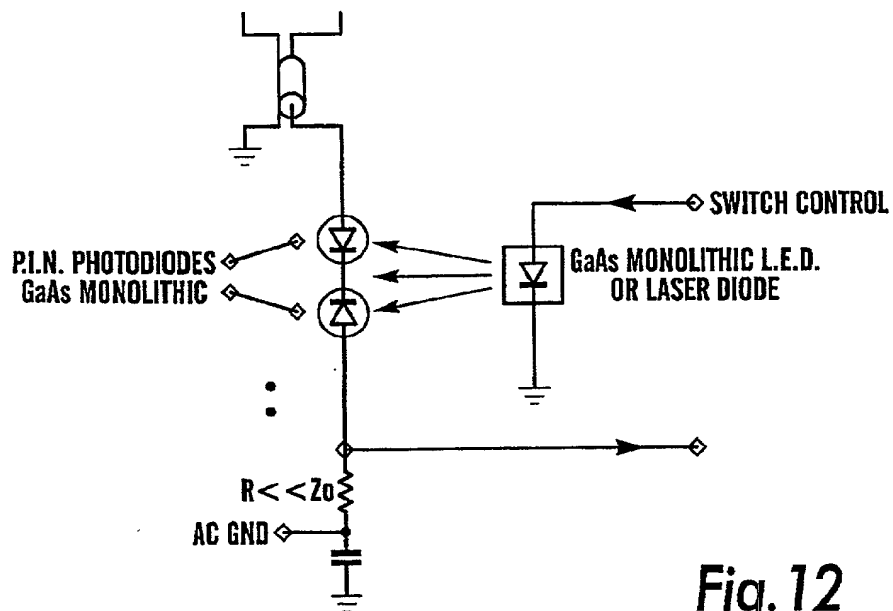 SWITCH CONTROL
P.I.N. PHOTODIODES
GaAs MONOLITHIC
GaAs MONOLITHIC L.E.D.
OR LASER DIODE
R<<Zo
AC GND
Fig. 12